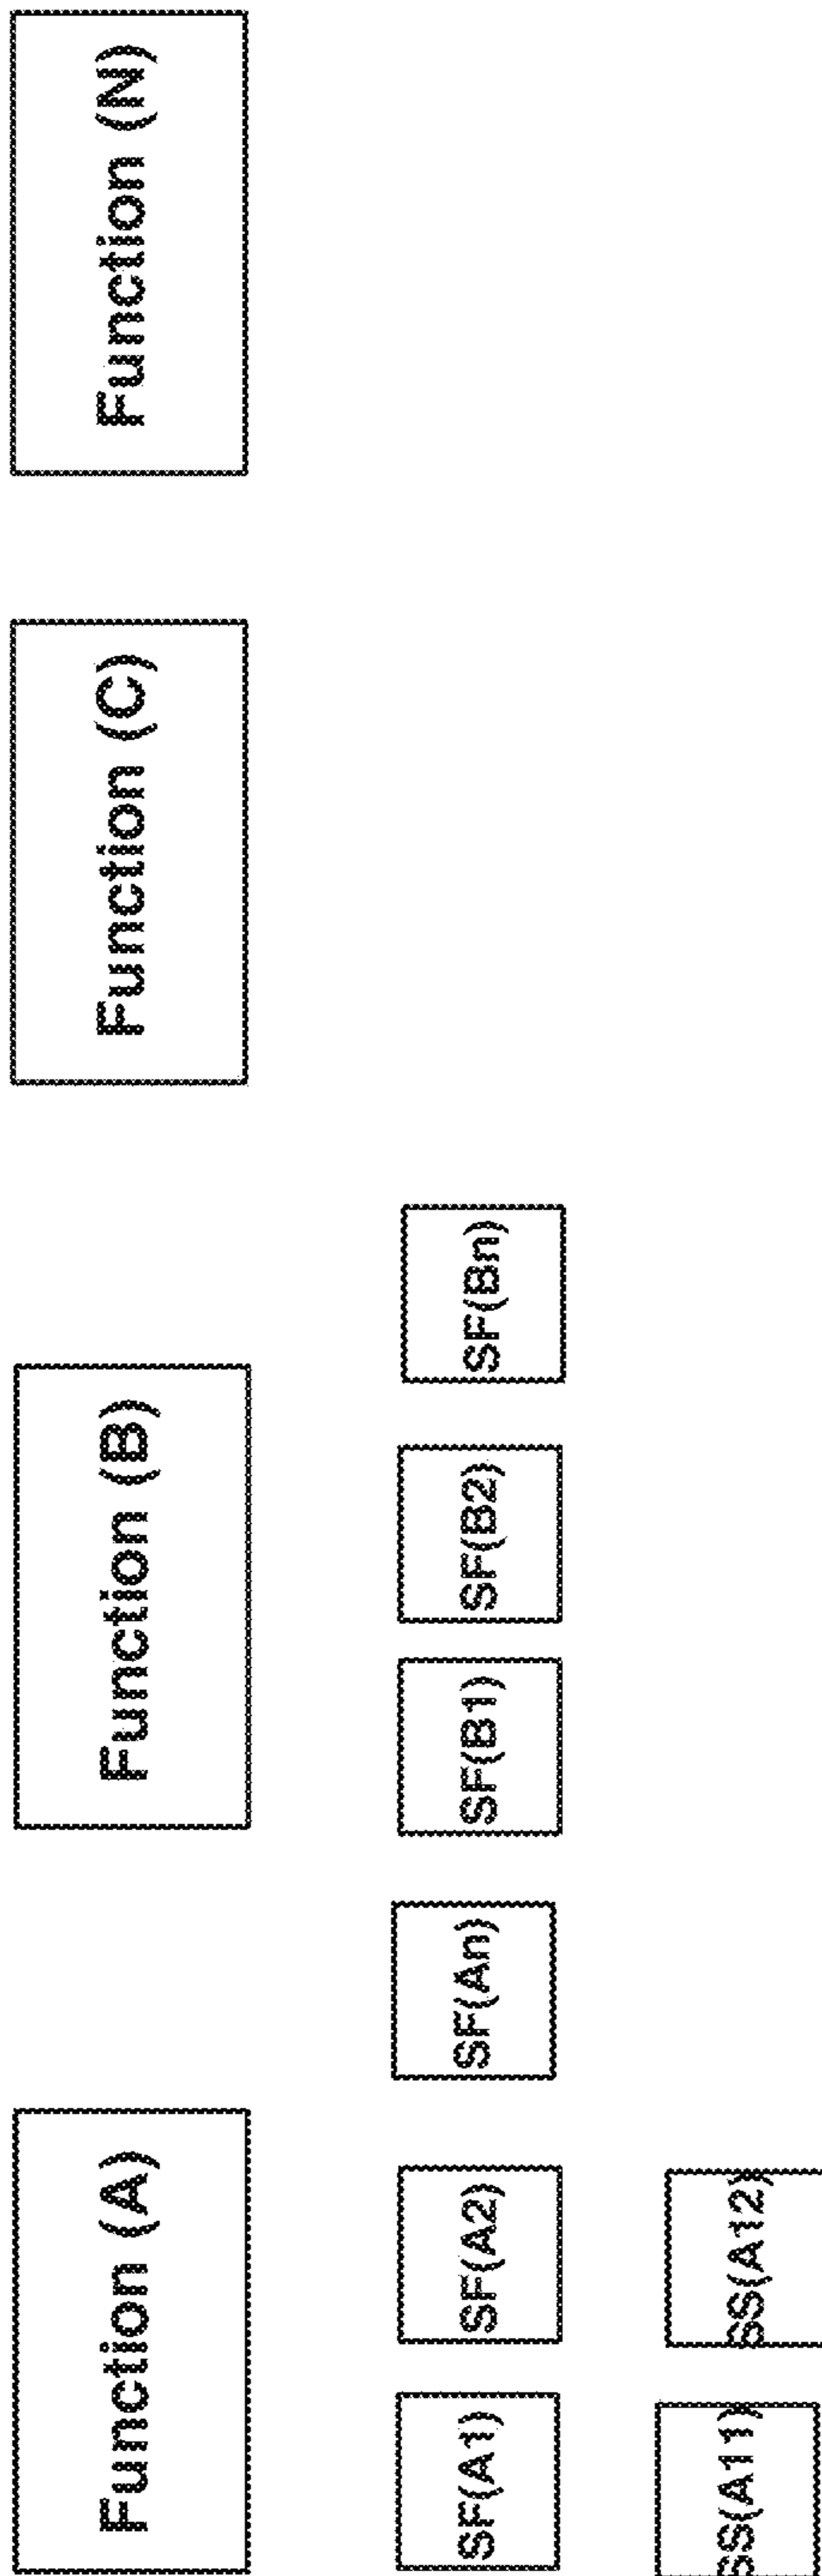 Function (A)
Function (B)
Function (C)
Function (N)
SF(A1)
SF(A2)
SF(An)
SF(B1)
SF(B2)
SF(Bn)
SS(A11)
SS(A12)